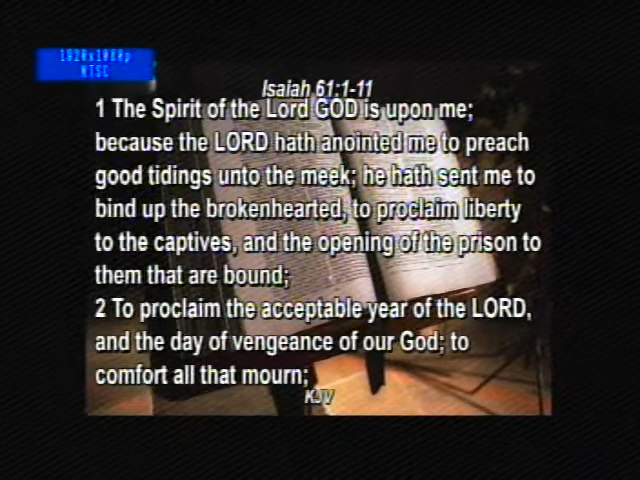 1920x1080p
NTSC
Isaiah 61:1-11
1 The Spirit of the Lord GOD is upon me;
because the LORD hath anointed me to preach
good tidings unto the meek; he hath sent me to
bind up the brokenhearted, to proclaim liberty
to the captives, and the opening of the prison to
them that are bound;
2 To proclaim the acceptable year of the LORD,
and the day of vengeance of our God; to
comfort all that mourn;
KJV